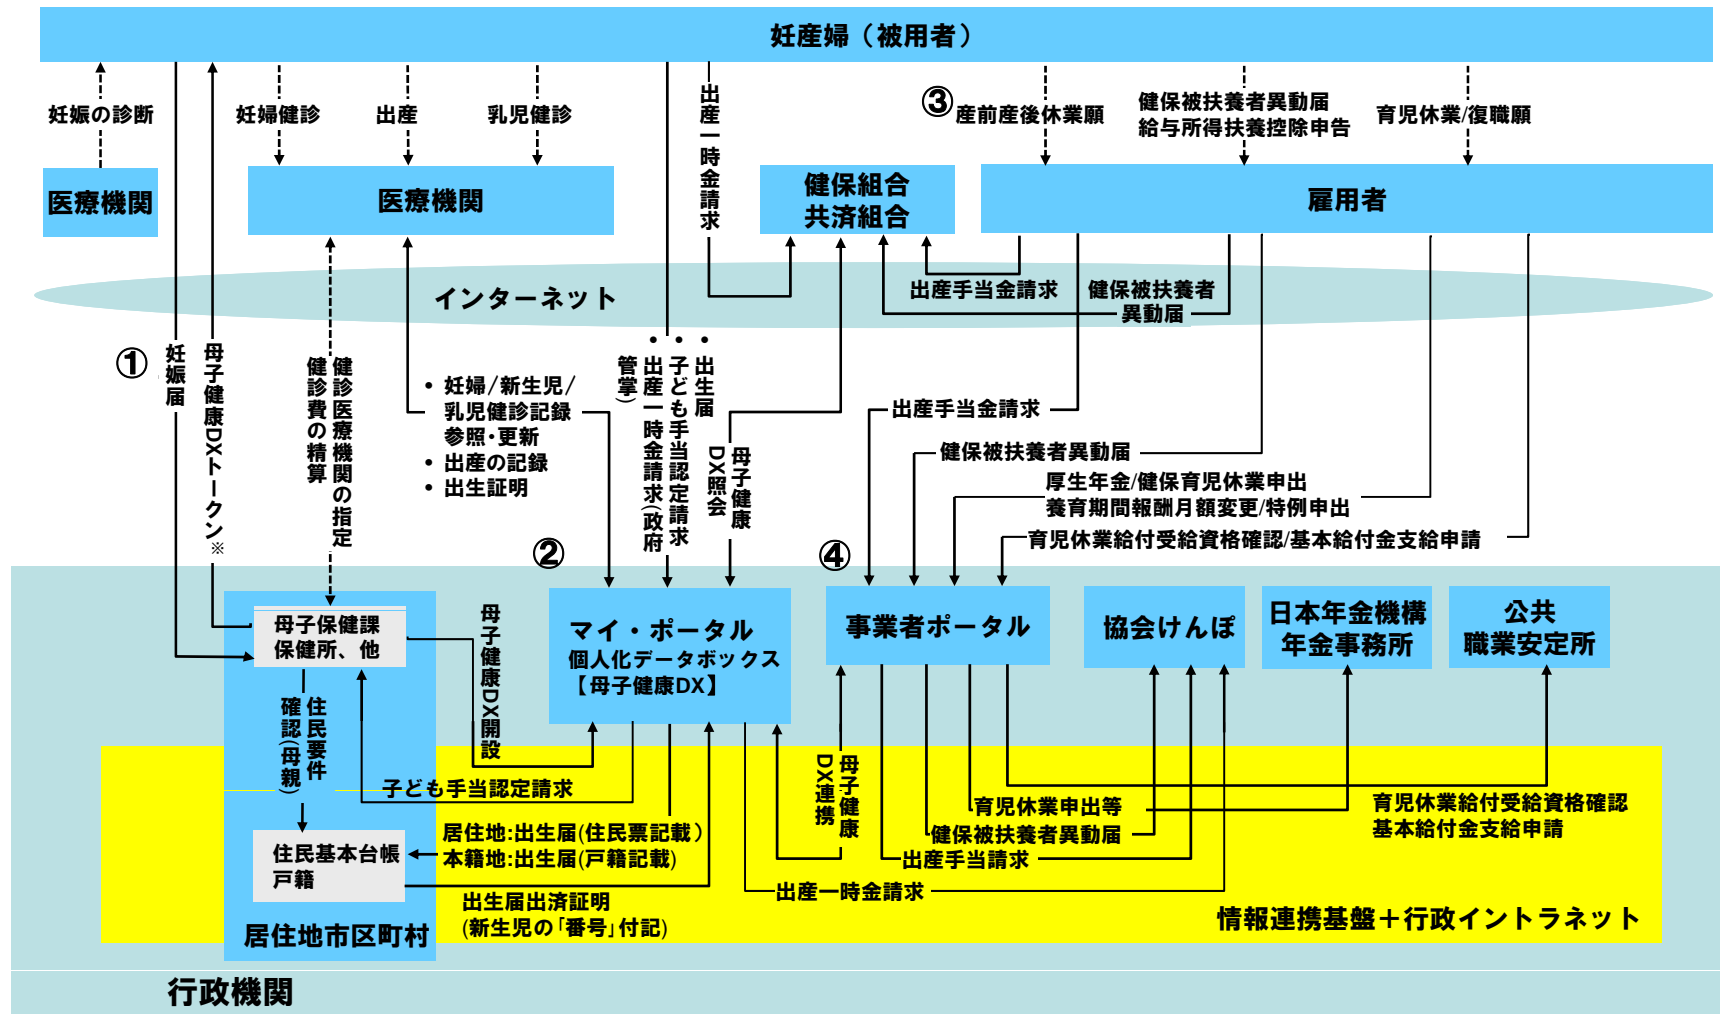 妊産婦（被用者）
妊娠の診断
妊婦健診
出産
乳児健診
出産一時金請求
③
産前産後休業願
健保被扶養者異動届
給与所得扶養控除申告
育児休業/復職願
医療機関
医療機関
健保組合
共済組合
雇用者
インターネット
出産手当金請求
健保被扶養者
異動届
①
妊娠届
母子健康DXトークン※
健診医療機関の指定
健診費の精算
• 妊婦/新生児/
乳児健診記録
参照・更新
• 出産の記録
• 出生証明
• 出生届
• 子ども手当認定請求
• 出産一時金請求(政府
管掌)
母子健康
DX照会
出産手当金請求
健保被扶養者異動届
厚生年金/健保育児休業申出
養育期間報酬月額変更/特例申出
育児休業給付受給資格確認/基本給付金支給申請
②
④
母子保健課
保健所、他
母子健康DX開設
マイ・ポータル
個人化データボックス
【母子健康DX】
事業者ポータル
協会けんぽ
日本年金機構
年金事務所
公共
職業安定所
住民要件
確認(母親)
子ども手当認定請求
母子健康
DX連携
育児休業申出等
健保被扶養者異動届
出産手当請求
出産一時金請求
育児休業給付受給資格確認
基本給付金支給申請
居住地:出生届(住民票記載）
本籍地:出生届(戸籍記載)
住民基本台帳
戸籍
出生届出済証明
(新生児の「番号」付記)
居住地市区町村
情報連携基盤＋行政イントラネット
行政機関